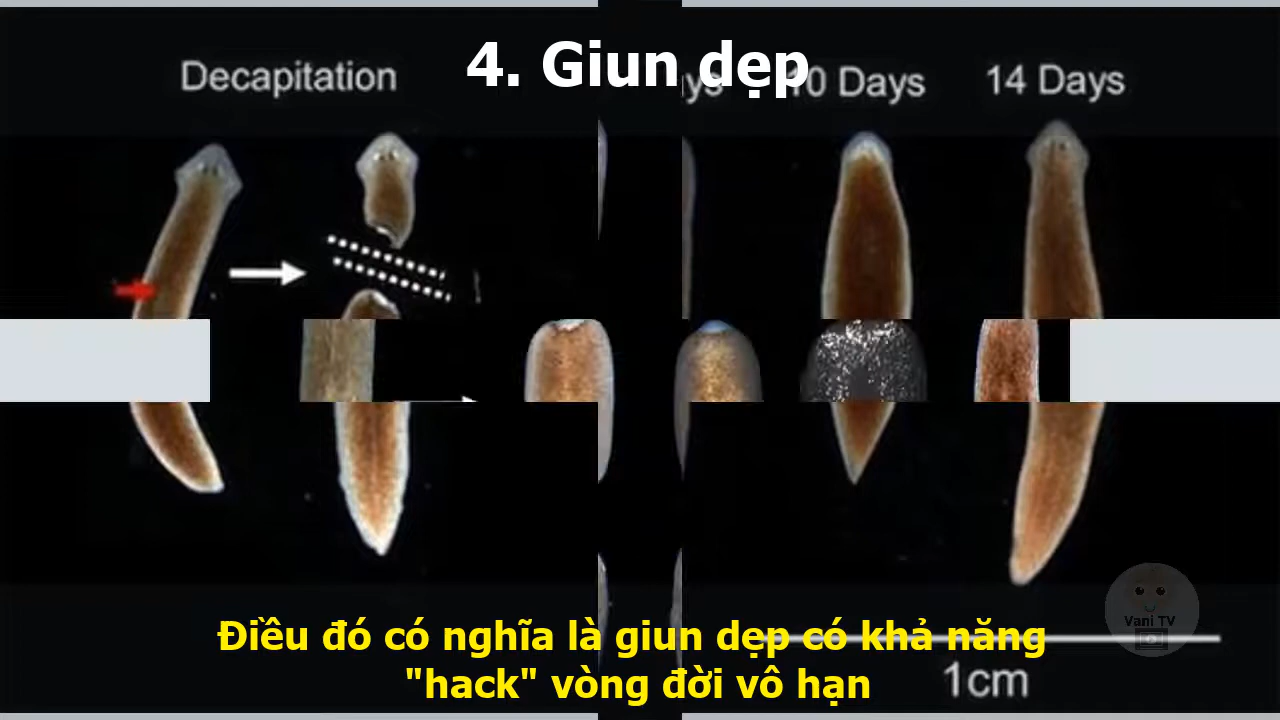 4. Giun dẹp
Decapitation
10 Days
14 Days
Điều đó có nghĩa là giun dẹp có khả năng
"hack" vòng đời vô hạn
1cm
Vani TV